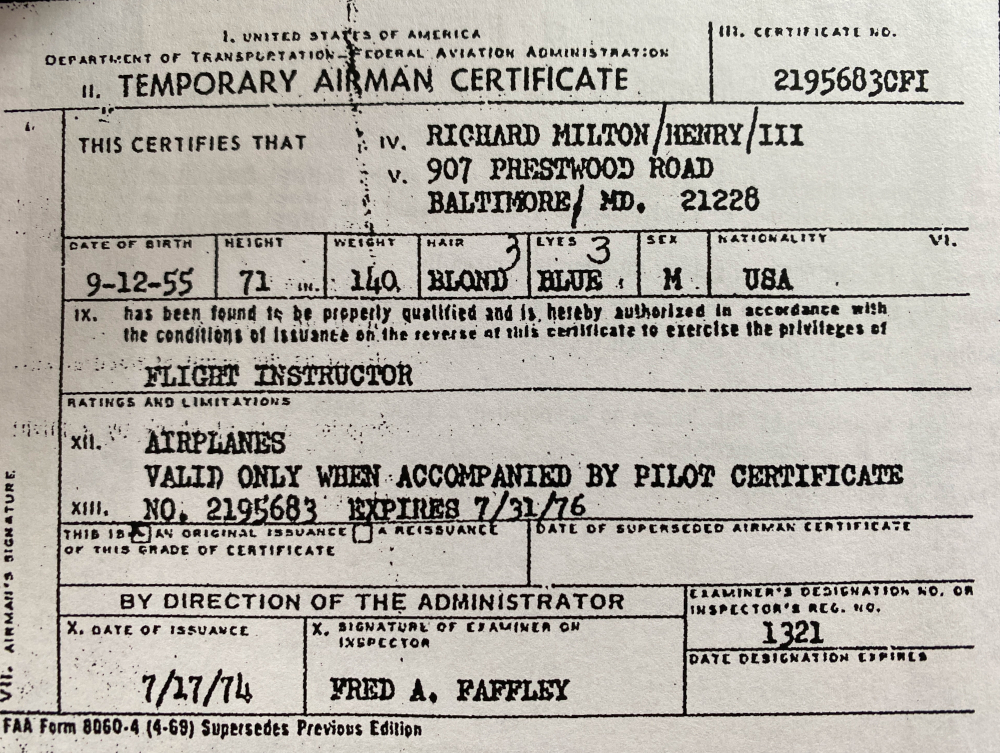 I. UNITED STATES OF AMERICA
DEPARTMENT OF TRANSPORTATION—FEDERAL AVIATION ADMINISTRATION
II. TEMPORARY AIRMAN CERTIFICATE
III. CERTIFICATE NO.
2195683CFI
THIS CERTIFIES THAT
IV. RICHARD MILTON/HENRY/III
V. 907 PRESTWOOD ROAD
BALTIMORE/ MD. 21228
DATE OF BIRTH HEIGHT WEIGHT HAIR 3 EYES 3 SEX NATIONALITY VI.
9-12-55 71 IN. 140 BLOND BLUE M USA
IX. has been found to be properly qualified and is hereby authorized in accordance with
the conditions of issuance on the reverse of this certificate to exercise the privileges of
FLIGHT INSTRUCTOR
RATINGS AND LIMITATIONS
XII. AIRPLANES
VALID ONLY WHEN ACCOMPANIED BY PILOT CERTIFICATE
XIII. NO. 2195683 EXPIRES 7/31/76
THIS IS X AN ORIGINAL ISSUANCE A REISSUANCE
OF THIS GRADE OF CERTIFICATE
DATE OF SUPERSEDED AIRMAN CERTIFICATE
BY DIRECTION OF THE ADMINISTRATOR
EXAMINER'S DESIGNATION NO. OR
INSPECTOR'S REG. NO.
1321
X. DATE OF ISSUANCE
7/17/74
X. SIGNATURE OF EXAMINER OR
INSPECTOR
FRED A. FAFFLEY
DATE DESIGNATION EXPIRES
VII. AIRMAN'S SIGNATURE
FAA Form 8060-4 (4-69) Supersedes Previous Edition